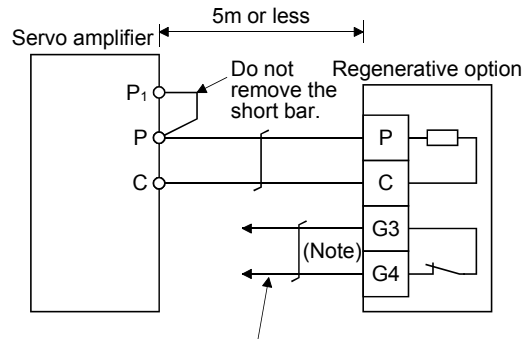 5m or less
Servo amplifier
Do not
remove the
short bar.
Regenerative option
P₁
P
C
P
C
G3
(Note)
G4